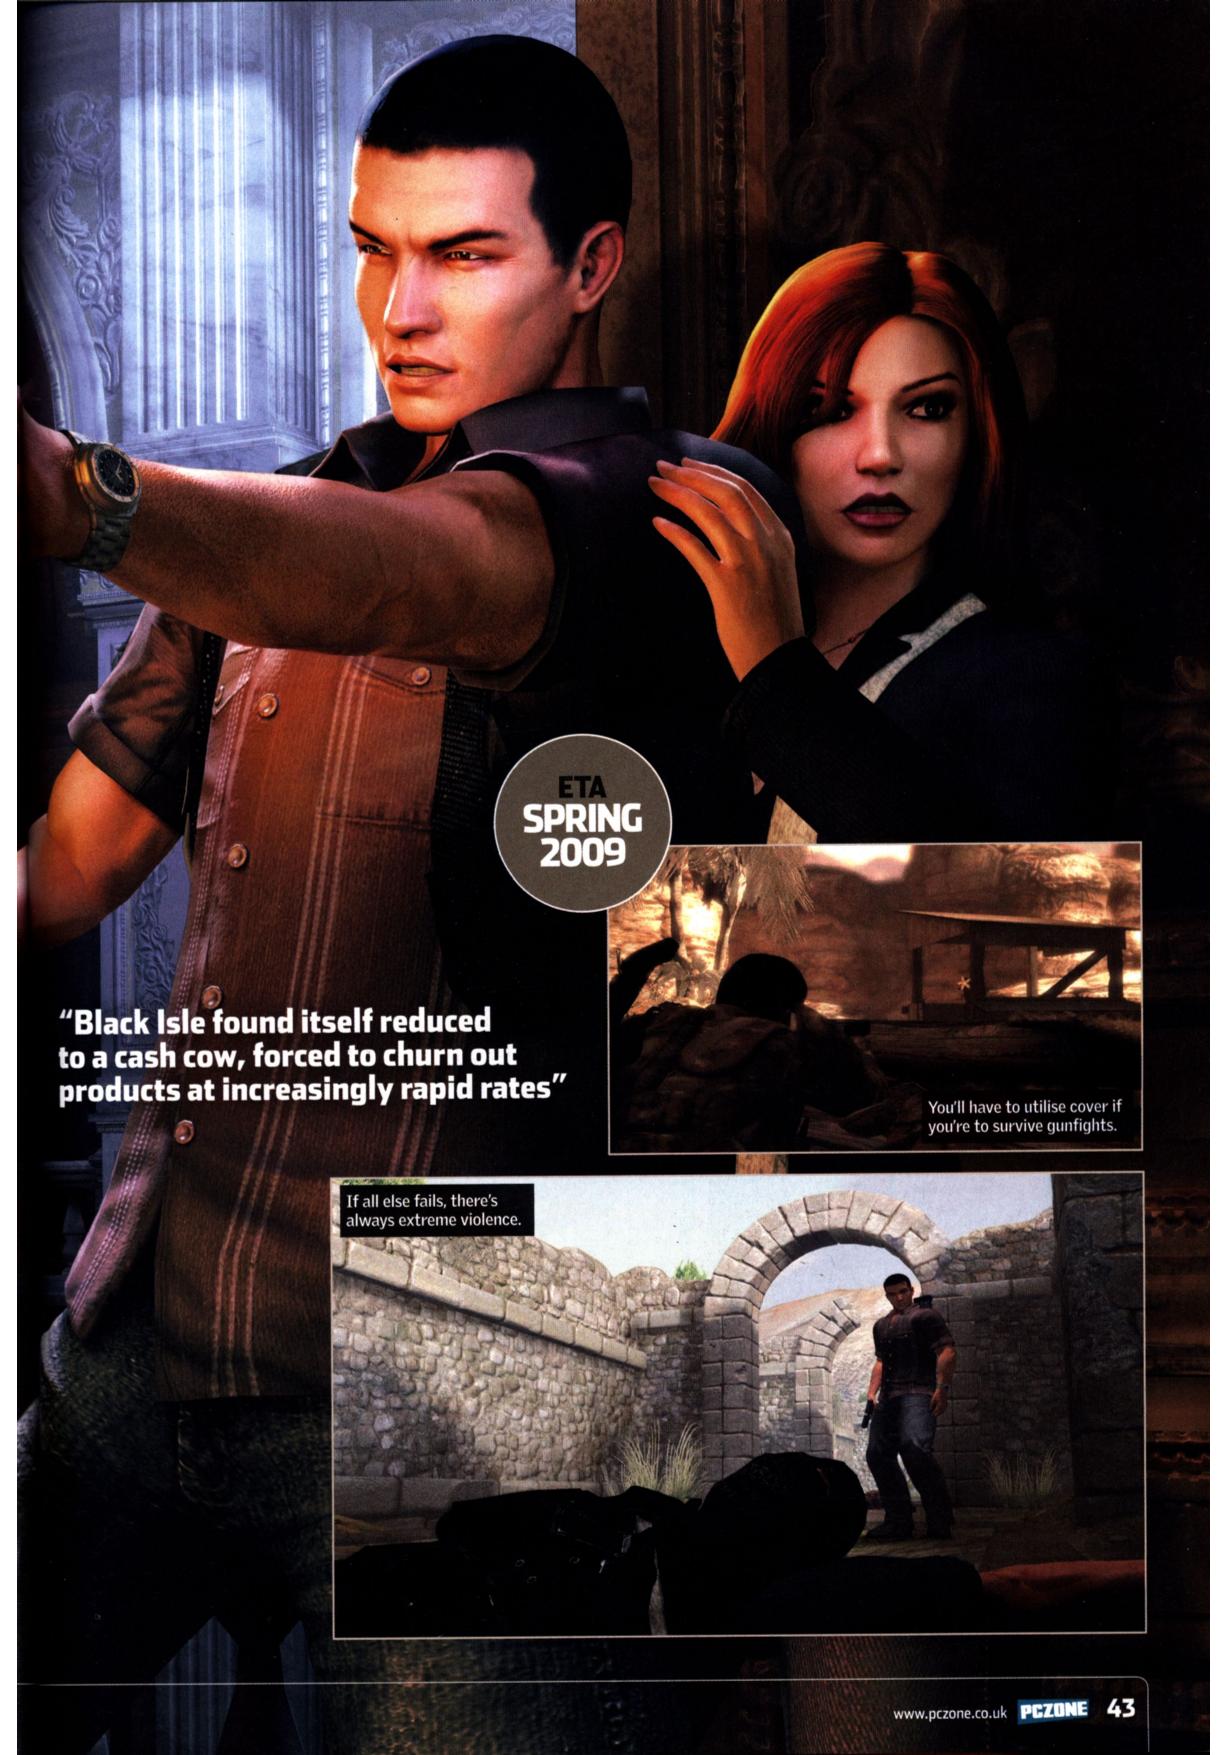 ETA
SPRING
2009
“Black Isle found itself reduced
to a cash cow, forced to churn out
products at increasingly rapid rates”
You'll have to utilise cover if
you're to survive gunfights.
If all else fails, there's
always extreme violence.
www.pczone.co.uk PCZONE 43